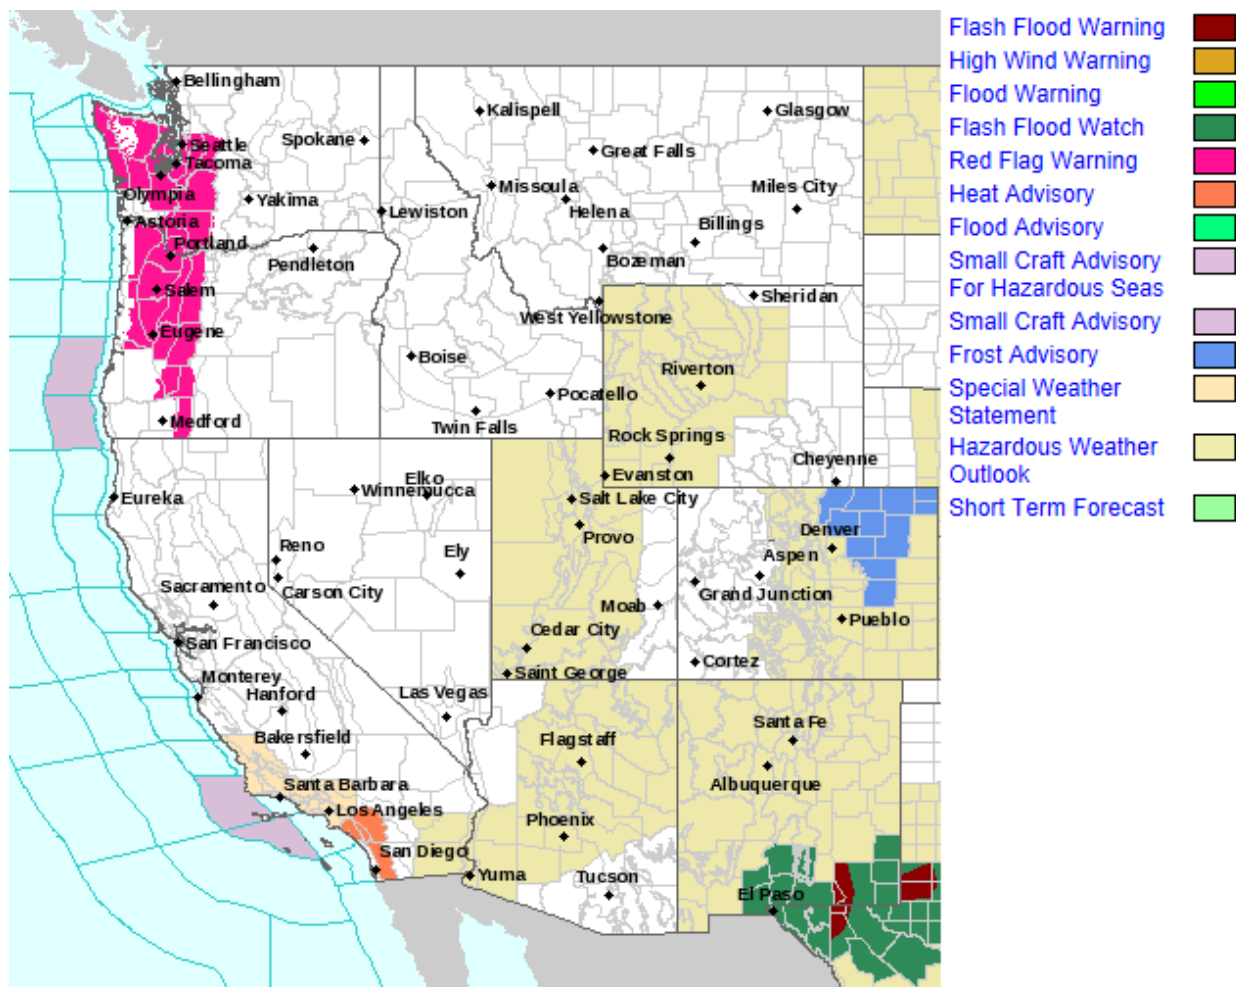 Bellingham
Seattle
Tacoma
Olympia
Astoria
Portland
Salem
Eugene
Medford
Spokane
Yakima
Pendleton
Lewiston
Kalispell
Missoula
Great Falls
Helena
Glasgow
Miles City
Billings
Bozeman
West Yellowstone
Sheridan
Boise
Twin Falls
Pocatello
Riverton
Rock Springs
Evanston
Cheyenne
Eureka
Winnemucca
Elko
Reno
Carson City
Ely
Sacramento
San Francisco
Monterey
Hanford
Bakersfield
Las Vegas
Santa Barbara
Los Angeles
San Diego
Salt Lake City
Provo
Moab
Cedar City
Saint George
Denver
Aspen
Grand Junction
Pueblo
Cortez
Flagstaff
Phoenix
Yuma
Tucson
Santa Fe
Albuquerque
El Paso
Flash Flood Warning
High Wind Warning
Flood Warning
Flash Flood Watch
Red Flag Warning
Heat Advisory
Flood Advisory
Small Craft Advisory
For Hazardous Seas
Small Craft Advisory
Frost Advisory
Special Weather
Statement
Hazardous Weather
Outlook
Short Term Forecast